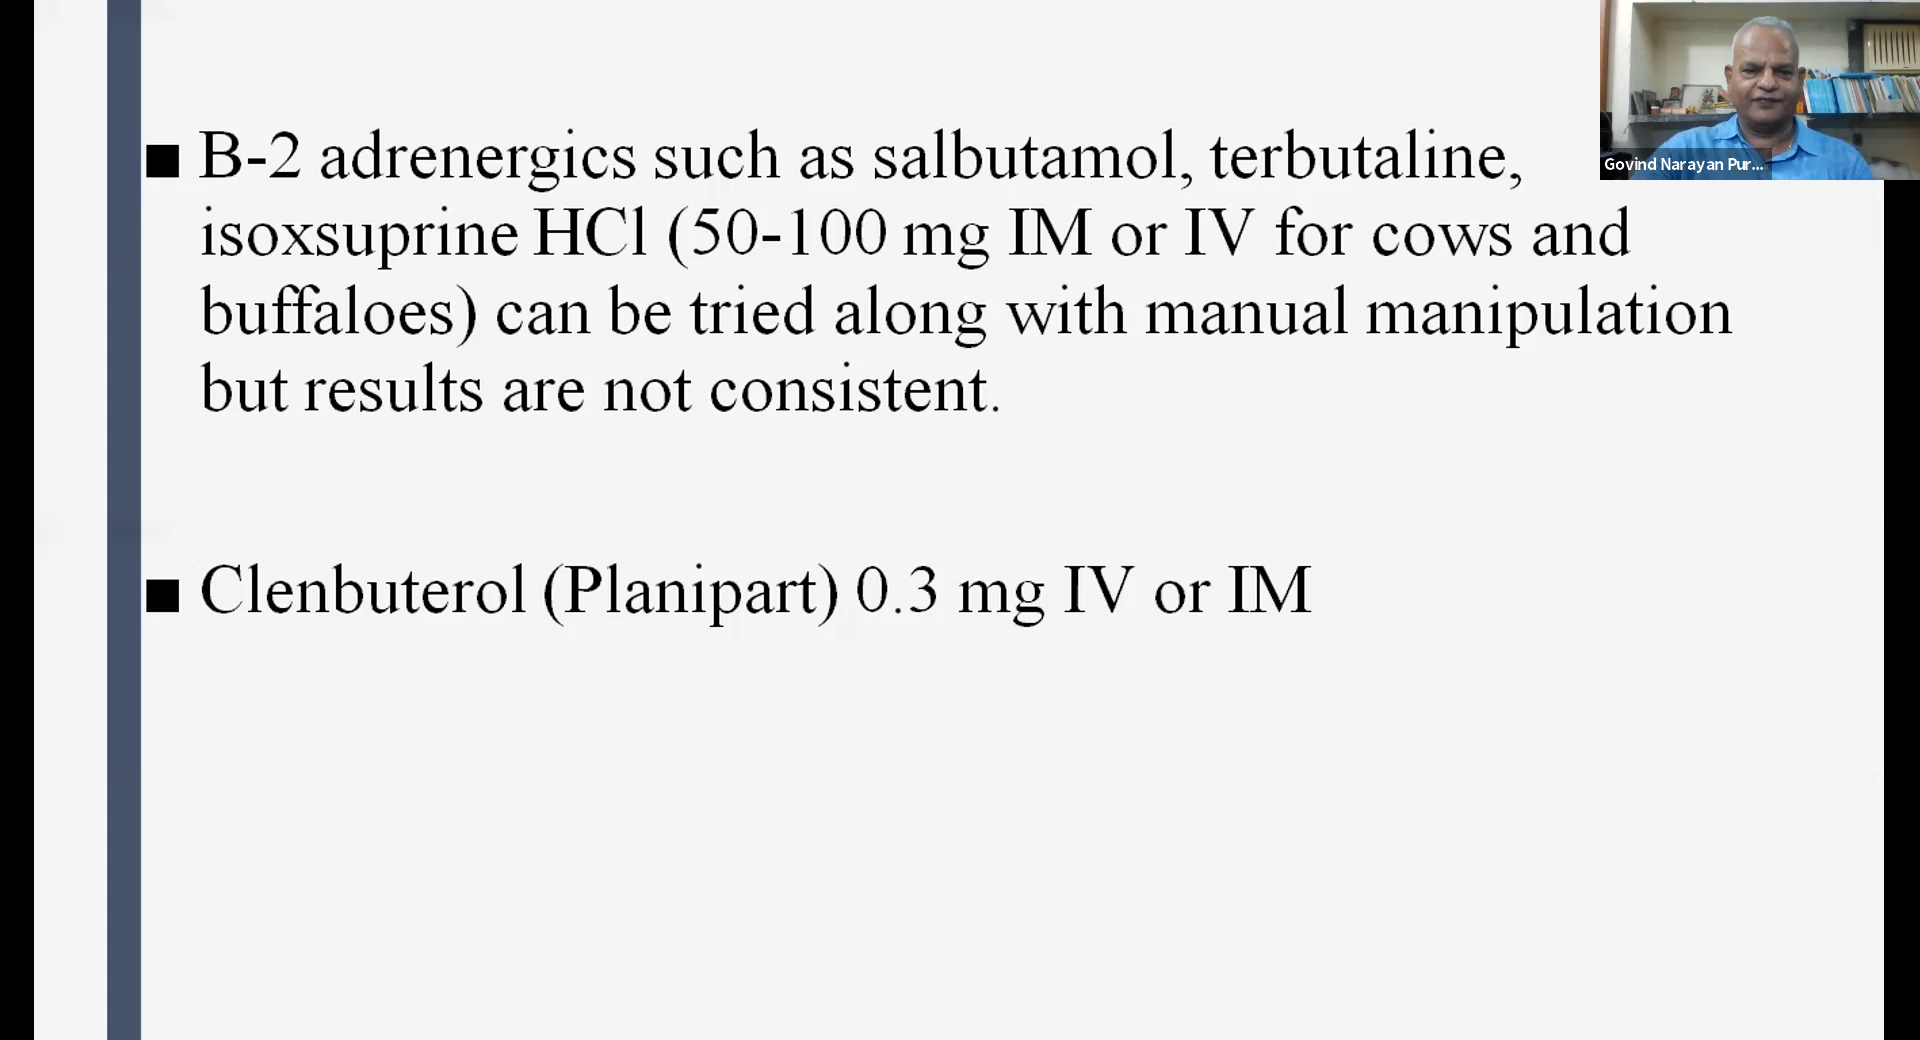 ■ B-2 adrenergics such as salbutamol, terbutaline,
isoxsuprine HCl (50-100 mg IM or IV for cows and
buffaloes) can be tried along with manual manipulation
but results are not consistent.
■ Clenbuterol (Planipart) 0.3 mg IV or IM
Govind Narayan Pur...